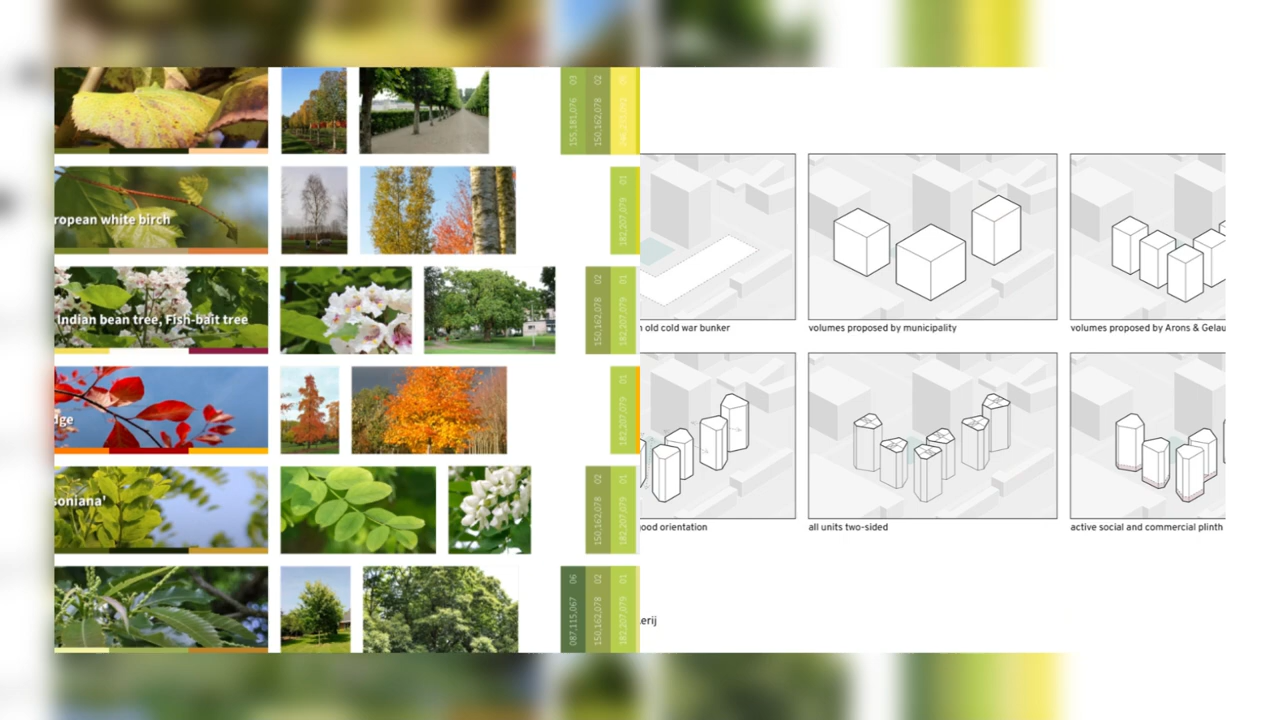 155,181,076 03
150,162,078 02
ropean white birch
182,207,079 01
Indian bean tree, Fish-bait tree
150,162,078 02
182,207,079 01
dge
182,207,079 01
soniana'
150,162,078 02
182,207,079 01
087,115,067 06
150,162,078 02
182,207,079 01
old cold war bunker
volumes proposed by municipality
volumes proposed by Arons & Gelau
ood orientation
all units two-sided
active social and commercial plinth
erij